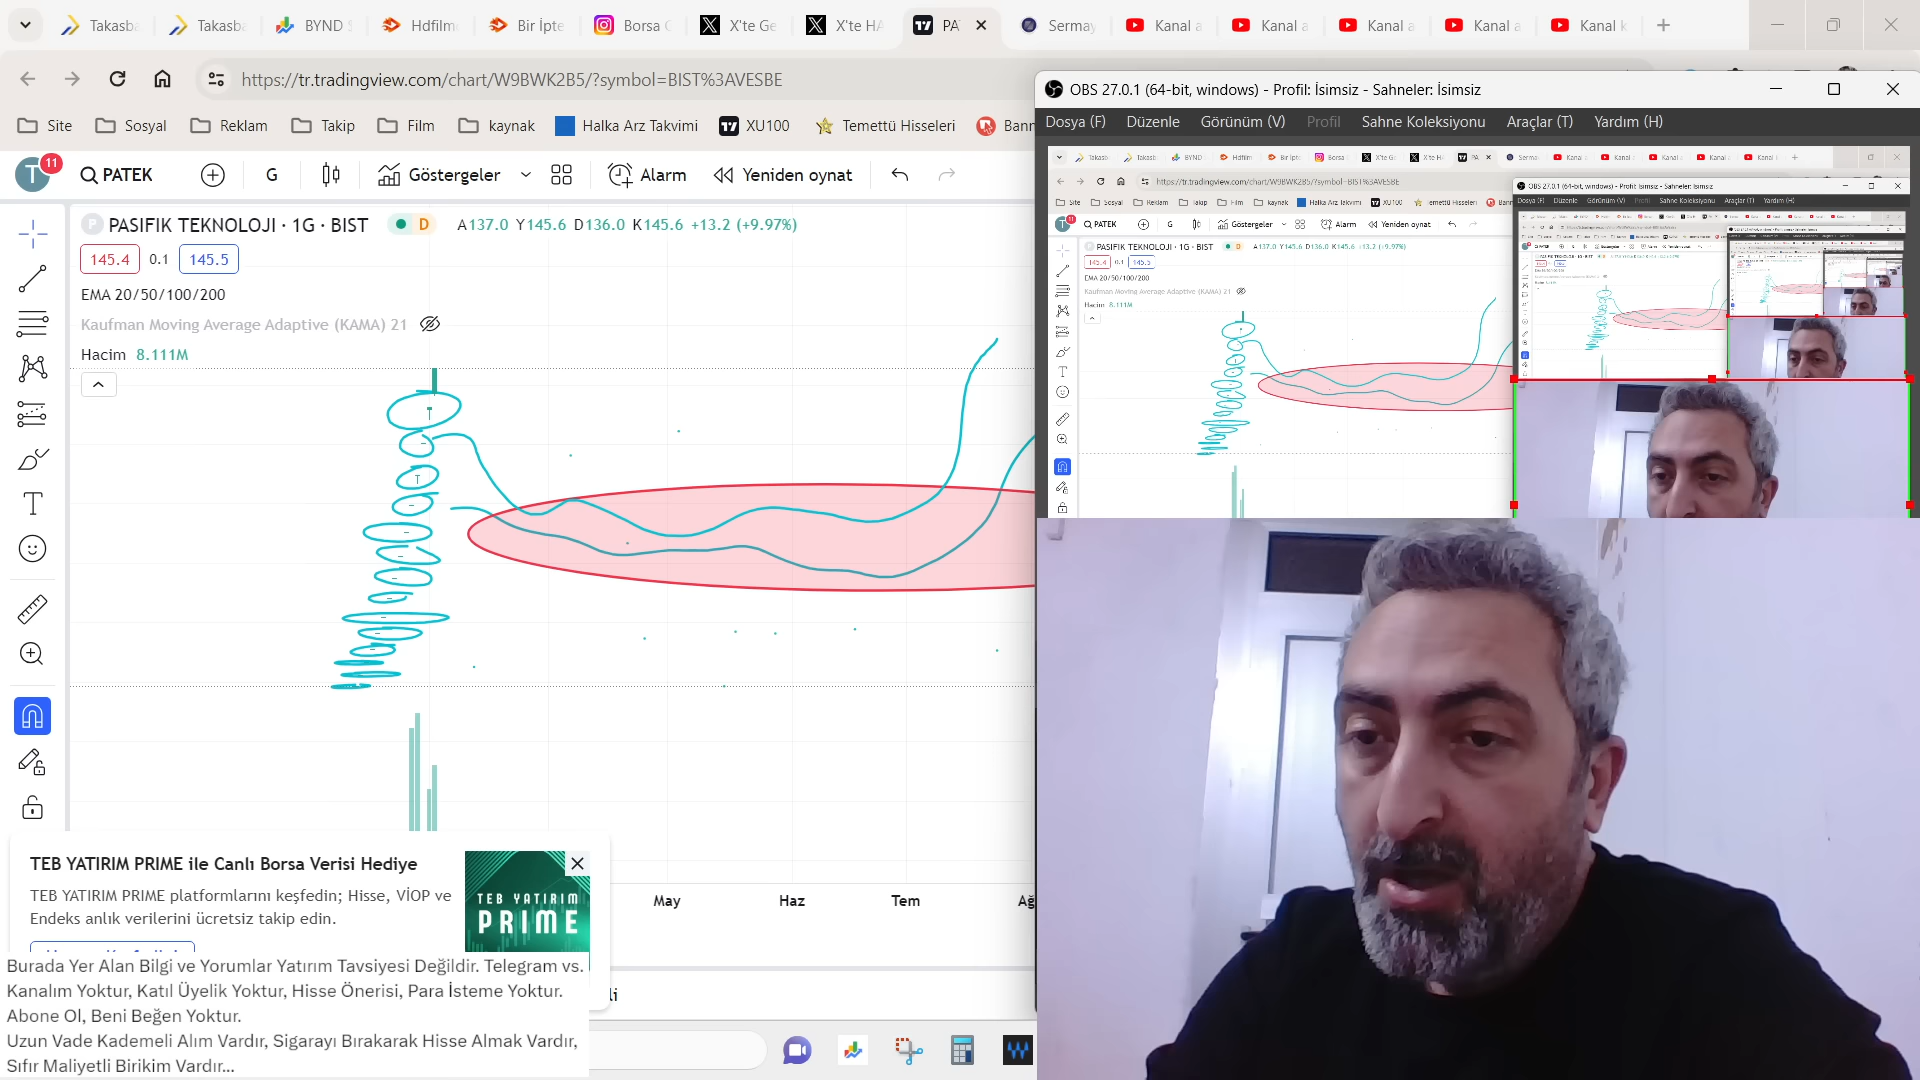 Takasba
Takasba
BYND
Hdfilm
Bir İpte
Borsa
X'te Ge
X'te HA
PA
Sermay
Kanal a
Kanal a
Kanal a
Kanal a
Kanal k
https://tr.tradingview.com/chart/W9BWK2B5/?symbol=BIST%3AVESBE
Site
Sosyal
Reklam
Takip
Film
kaynak
Halka Arz Takvimi
XU100
Temettü Hisseleri
Bann
OBS 27.0.1 (64-bit, windows) - Profil: İsimsiz - Sahneler: İsimsiz
Dosya (F) Düzenle Görünüm (V) Profil Sahne Koleksiyonu Araçlar (T) Yardım (H)
T 11 PATEK G Göstergeler Alarm Yeniden oynat
PASIFIK TEKNOLOJI · 1G · BIST D A137.0 Y145.6 D136.0 K145.6 +13.2 (+9.97%)
145.4 0.1 145.5
EMA 20/50/100/200
Kaufman Moving Average Adaptive (KAMA) 21
Hacim 8.111M
May Haz Tem Ağ
TEB YATIRIM PRIME ile Canlı Borsa Verisi Hediye
TEB YATIRIM PRIME platformlarını keşfedin; Hisse, VİOP ve
Endeks anlık verilerini ücretsiz takip edin.
TEB YATIRIM
PRIME
Burada Yer Alan Bilgi ve Yorumlar Yatırım Tavsiyesi Değildir. Telegram vs.
Kanalım Yoktur, Katıl Üyelik Yoktur, Hisse Önerisi, Para İsteme Yoktur.
Abone Ol, Beni Beğen Yoktur.
Uzun Vade Kademeli Alım Vardır, Sigarayı Bırakarak Hisse Almak Vardır,
Sıfır Maliyetli Birikim Vardır...